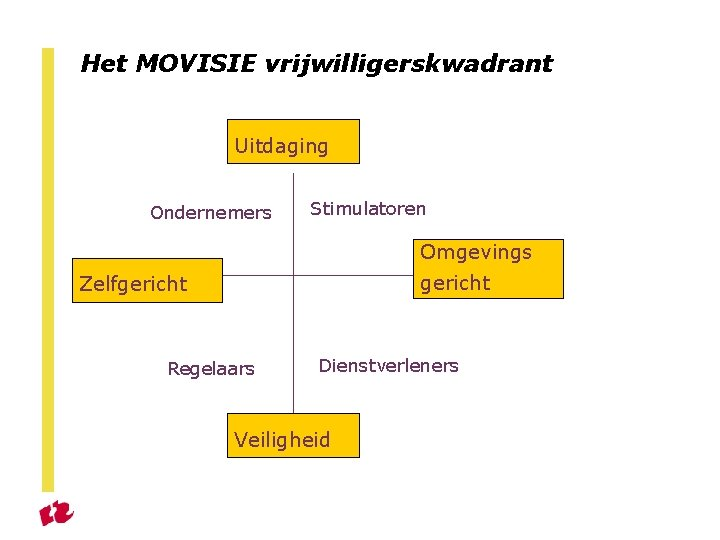 Het MOVISIE vrijwilligerskwadrant
Uitdaging
Ondernemers
Stimulatoren
Omgevings
gericht
Zelfgericht
Regelaars
Dienstverleners
Veiligheid